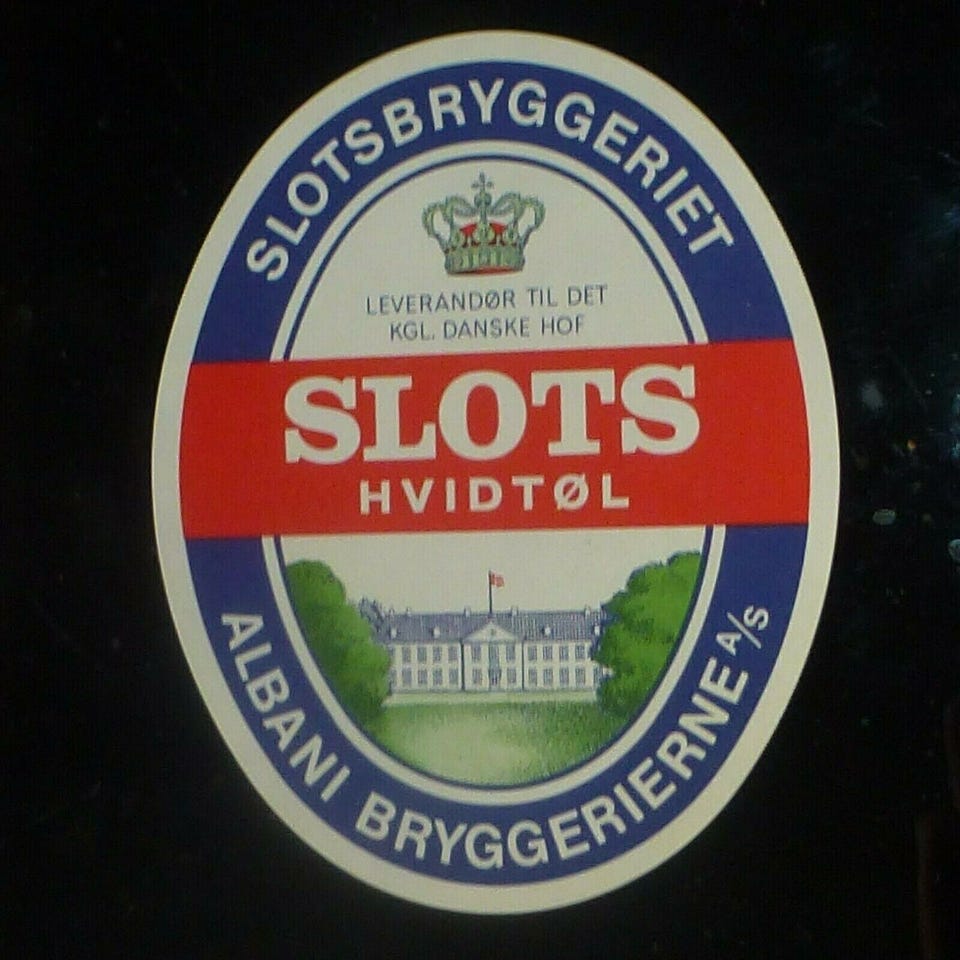 SLOTSBRYGGERIET
LEVERANDØR TIL DET
KGL. DANSKE HOF
SLOTS
HVIDTØL
ALBANI BRYGGERIERNE A/S